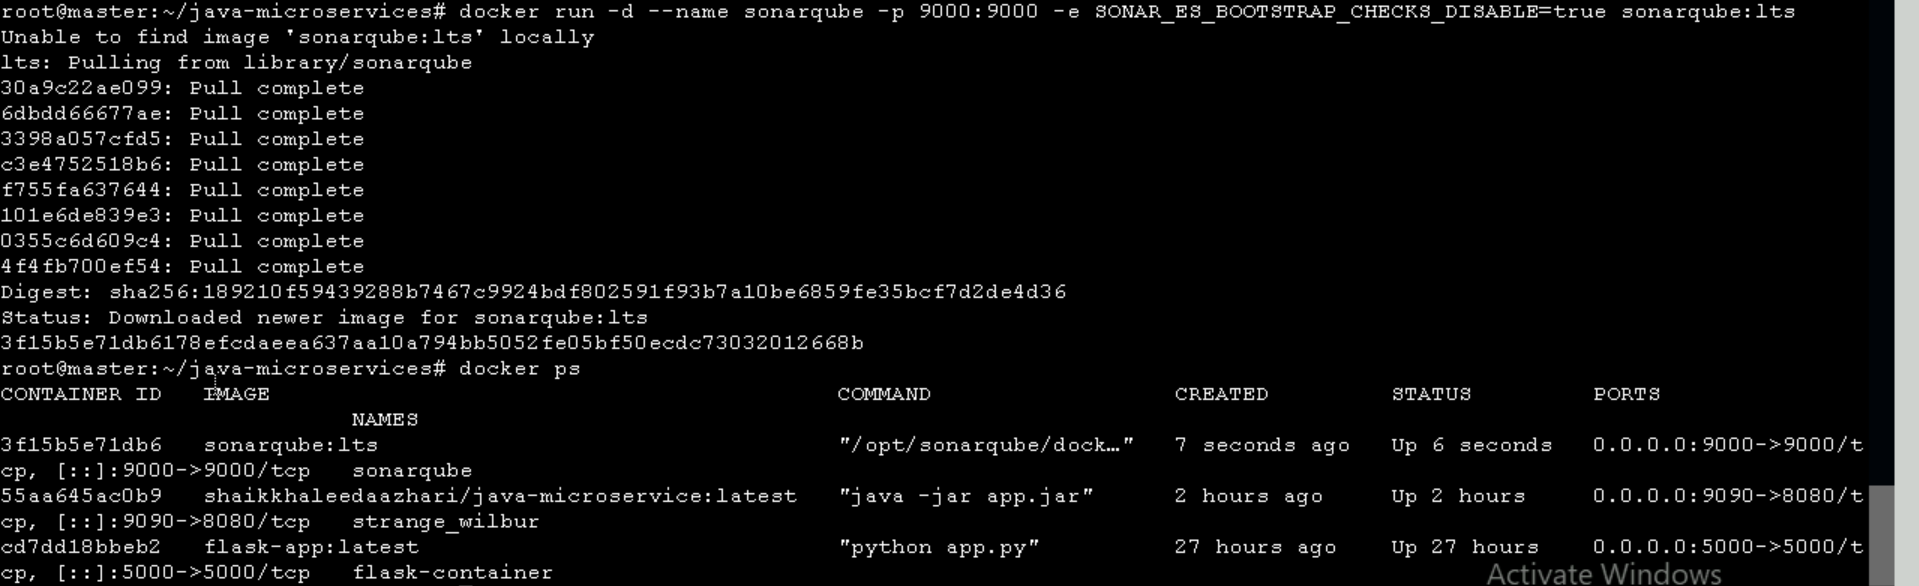 root@master:~/java-microservices# docker run -d --name sonarqube -p 9000:9000 -e SONAR_ES_BOOTSTRAP_CHECKS_DISABLE=true sonarqube:lts
Unable to find image 'sonarqube:lts' locally
lts: Pulling from library/sonarqube
30a9c22ae099: Pull complete
6dbdd66677ae: Pull complete
3398a057cfd5: Pull complete
c3e4752518b6: Pull complete
f755fa637644: Pull complete
101e6de839e3: Pull complete
0355c6d609c4: Pull complete
4f4fb700ef54: Pull complete
Digest: sha256:189210f59439288b7467c9924bdf802591f93b7a10be6859fe35bcf7d2de4d36
Status: Downloaded newer image for sonarqube:lts
3f15b5e71db6178efcdaeea637aa10a794bb5052fe05bf50ecdc73032012668b
root@master:~/java-microservices# docker ps
CONTAINER ID   IMAGE   COMMAND   CREATED   STATUS   PORTS
NAMES
3f15b5e71db6   sonarqube:lts   "/opt/sonarqube/dock…"   7 seconds ago   Up 6 seconds   0.0.0.0:9000->9000/t
cp, [::]:9000->9000/tcp   sonarqube
55aa645ac0b9   shaikkhaleedaazhari/java-microservice:latest   "java -jar app.jar"   2 hours ago   Up 2 hours   0.0.0.0:9090->8080/t
cp, [::]:9090->8080/tcp   strange_wilbur
cd7dd18bbeb2   flask-app:latest   "python app.py"   27 hours ago   Up 27 hours   0.0.0.0:5000->5000/t
cp, [::]:5000->5000/tcp   flask-container
Activate Windows